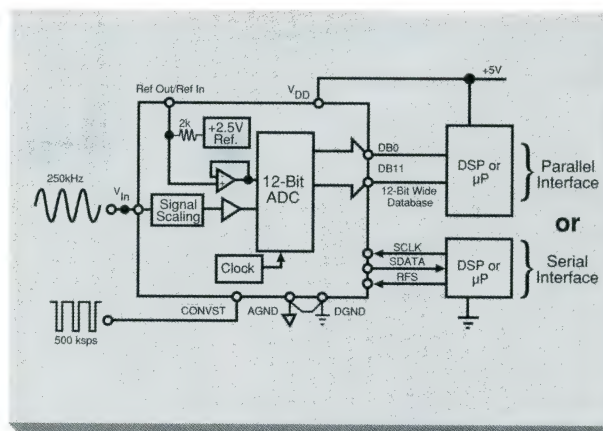 Ref Out/Ref In
VDD
+5V
2k
+2.5V
Ref.
250kHz
VIn
Signal
Scaling
12-Bit
ADC
Clock
DB0
DB11
12-Bit Wide
Database
DSP or
µP
Parallel
Interface
or
SCLK
SDATA
RFS
DSP or
µP
Serial
Interface
500 ksps
CONVST
AGND
DGND